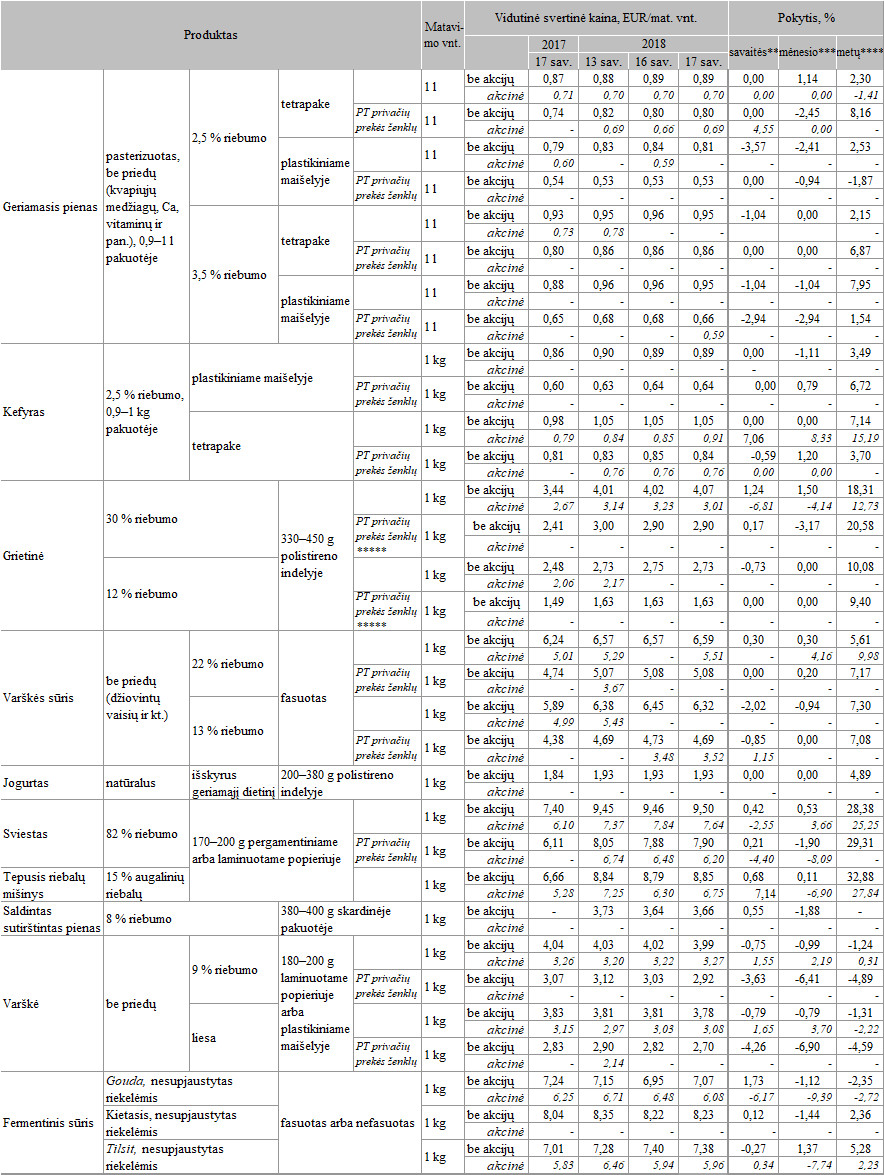 Produktas
Matavi-
mo vnt.
Vidutinė svertinė kaina, EUR/mat. vnt.
Pokytis, %
2017
2018
savaitės** mėnesio*** metų****
17 sav. 13 sav. 16 sav. 17 sav.
Geriamasis pienas
pasterizuotas,
be priedų
(kvapiųjų
medžiagų, Ca,
vitaminų ir
pan.), 0,9–1 l
pakuotėje
2,5 % riebumo
tetrapake
1 l
be akcijų 0,87 0,88 0,89 0,89 0,00 1,14 2,30
akcinė 0,71 0,70 0,70 0,70 0,00 0,00 -1,41
PT privačių
prekės ženklų
1 l
be akcijų 0,74 0,82 0,80 0,80 0,00 -2,45 8,16
akcinė - 0,69 0,66 0,69 4,55 0,00 -
plastikiniame
maišelyje
1 l
be akcijų 0,79 0,83 0,84 0,81 -3,57 -2,41 2,53
akcinė 0,60 - 0,59 - - - -
PT privačių
prekės ženklų
1 l
be akcijų 0,54 0,53 0,53 0,53 0,00 -0,94 -1,87
akcinė - - - - - - -
3,5 % riebumo
tetrapake
1 l
be akcijų 0,93 0,95 0,96 0,95 -1,04 0,00 2,15
akcinė 0,73 0,78 - - - - -
PT privačių
prekės ženklų
1 l
be akcijų 0,80 0,86 0,86 0,86 0,00 0,00 6,87
akcinė - - - - - - -
plastikiniame
maišelyje
1 l
be akcijų 0,88 0,96 0,96 0,95 -1,04 -1,04 7,95
akcinė - - - - - - -
PT privačių
prekės ženklų
1 l
be akcijų 0,65 0,68 0,68 0,66 -2,94 -2,94 1,54
akcinė - - - 0,59 - - -
Kefyras
2,5 % riebumo,
0,9–1 kg
pakuotėje
plastikiniame maišelyje
1 kg
be akcijų 0,86 0,90 0,89 0,89 0,00 -1,11 3,49
akcinė - - - - - - -
PT privačių
prekės ženklų
1 kg
be akcijų 0,60 0,63 0,64 0,64 0,00 0,79 6,72
akcinė - - - - - - -
tetrapake
1 kg
be akcijų 0,98 1,05 1,05 1,05 0,00 0,00 7,14
akcinė 0,79 0,84 0,85 0,91 7,06 8,33 15,19
PT privačių
prekės ženklų
1 kg
be akcijų 0,81 0,83 0,85 0,84 -0,59 1,20 3,70
akcinė - 0,76 0,76 0,76 0,00 0,00 -
Grietinė
30 % riebumo
330–450 g
polistireno
indelyje
1 kg
be akcijų 3,44 4,01 4,02 4,07 1,24 1,50 18,31
akcinė 2,67 3,14 3,23 3,01 -6,81 -4,14 12,73
PT privačių
prekės ženklų
*****
1 kg
be akcijų 2,41 3,00 2,90 2,90 0,17 -3,17 20,58
akcinė - - - - - - -
12 % riebumo
1 kg
be akcijų 2,48 2,73 2,75 2,73 -0,73 0,00 10,08
akcinė 2,06 2,17 - - - - -
PT privačių
prekės ženklų
*****
1 kg
be akcijų 1,49 1,63 1,63 1,63 0,00 0,00 9,40
akcinė - - - - - - -
Varškės sūris
be priedų
(džiovintų
vaisių ir kt.)
22 % riebumo
fasuotas
1 kg
be akcijų 6,24 6,57 6,57 6,59 0,30 0,30 5,61
akcinė 5,01 5,29 - 5,51 - 4,16 9,98
PT privačių
prekės ženklų
1 kg
be akcijų 4,74 5,07 5,08 5,08 0,00 0,20 7,17
akcinė - 3,67 - - - - -
13 % riebumo
1 kg
be akcijų 5,89 6,38 6,45 6,32 -2,02 -0,94 7,30
akcinė 4,99 5,43 - - - - -
PT privačių
prekės ženklų
1 kg
be akcijų 4,38 4,69 4,73 4,69 -0,85 0,00 7,08
akcinė - - 3,48 3,52 1,15 - -
Jogurtas
natūralus
išskyrus
geriamąjį dietinį
200–380 g polistireno
indelyje
1 kg
be akcijų 1,84 1,93 1,93 1,93 0,00 0,00 4,89
akcinė - - - - - - -
Sviestas
82 % riebumo
170–200 g pergamentiniame
arba laminuotame popieriuje
1 kg
be akcijų 7,40 9,45 9,46 9,50 0,42 0,53 28,38
akcinė 6,10 7,37 7,84 7,64 -2,55 3,66 25,25
PT privačių
prekės ženklų
1 kg
be akcijų 6,11 8,05 7,88 7,90 0,21 -1,90 29,31
akcinė - 6,74 6,48 6,20 -4,40 -8,09 -
Tepusis riebalų
mišinys
15 % augalinių
riebalų
1 kg
be akcijų 6,66 8,84 8,79 8,85 0,68 0,11 32,88
akcinė 5,28 7,25 6,30 6,75 7,14 -6,90 27,84
Saldintas
sutirštintas pienas
8 % riebumo
380–400 g skardinėje
pakuotėje
1 kg
be akcijų - 3,73 3,64 3,66 0,55 -1,88 -
akcinė - - - - - - -
Varškė
be priedų
9 % riebumo
180–200 g
laminuotame
popieriuje
arba
plastikiniame
maišelyje
1 kg
be akcijų 4,04 4,03 4,02 3,99 -0,75 -0,99 -1,24
akcinė 3,26 3,20 3,22 3,27 1,55 2,19 0,31
PT privačių
prekės ženklų
1 kg
be akcijų 3,07 3,12 3,03 2,92 -3,63 -6,41 -4,89
akcinė - - - - - - -
liesa
1 kg
be akcijų 3,83 3,81 3,81 3,78 -0,79 -0,79 -1,31
akcinė 3,15 2,97 3,03 3,08 1,65 3,70 -2,22
PT privačių
prekės ženklų
1 kg
be akcijų 2,83 2,90 2,82 2,70 -4,26 -6,90 -4,59
akcinė - 2,14 - - - - -
Fermentinis sūris
Gouda, nesupjaustytas
riekelėmis
fasuotas arba nefasuotas
1 kg
be akcijų 7,24 7,15 6,95 7,07 1,73 -1,12 -2,35
akcinė 6,25 6,71 6,48 6,08 -6,17 -9,39 -2,72
Kietasis, nesupjaustytas
riekelėmis
1 kg
be akcijų 8,04 8,35 8,22 8,23 0,12 -1,44 2,36
akcinė - - - - - - -
Tilsit, nesupjaustytas
riekelėmis
1 kg
be akcijų 7,01 7,28 7,40 7,38 -0,27 1,37 5,28
akcinė 5,83 6,46 5,94 5,96 0,34 -7,74 2,23